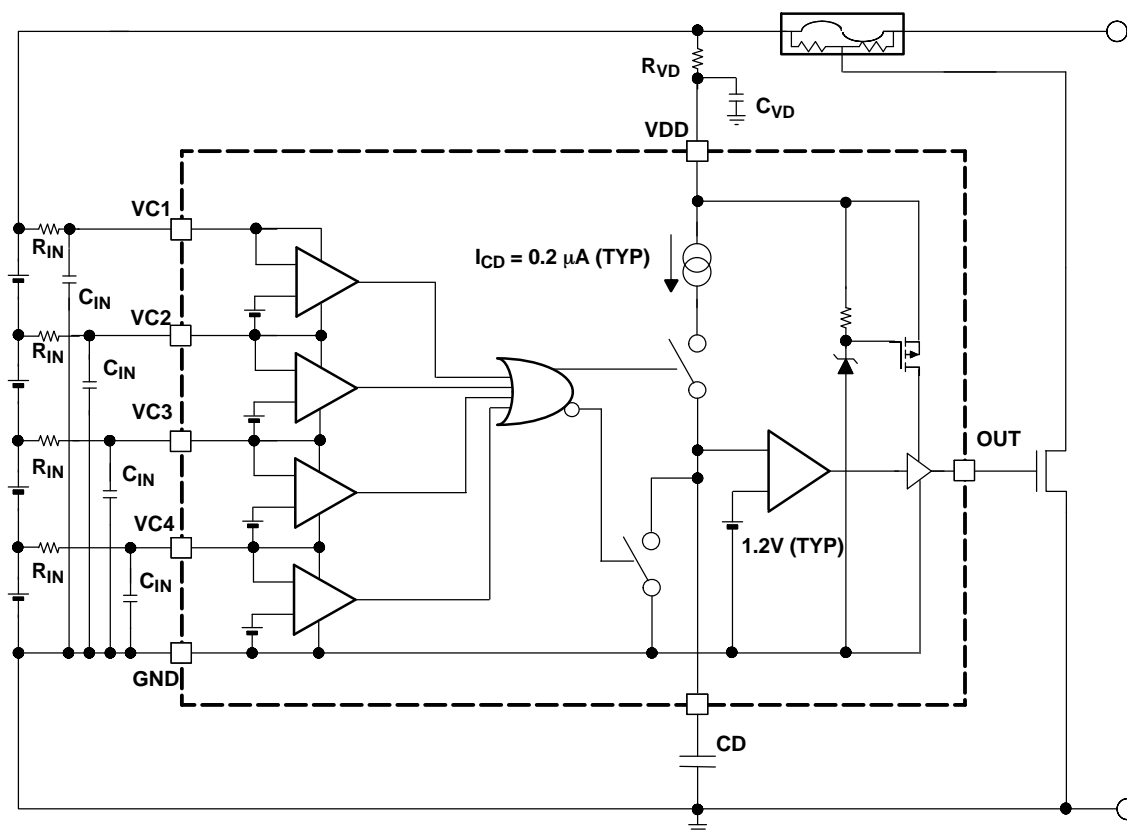 RVD
CVD
VDD
VC1
RIN
ICD = 0.2 μA (TYP)
CIN
VC2
RIN
CIN
VC3
OUT
RIN
CIN
VC4
1.2V (TYP)
RIN
CIN
GND
CD